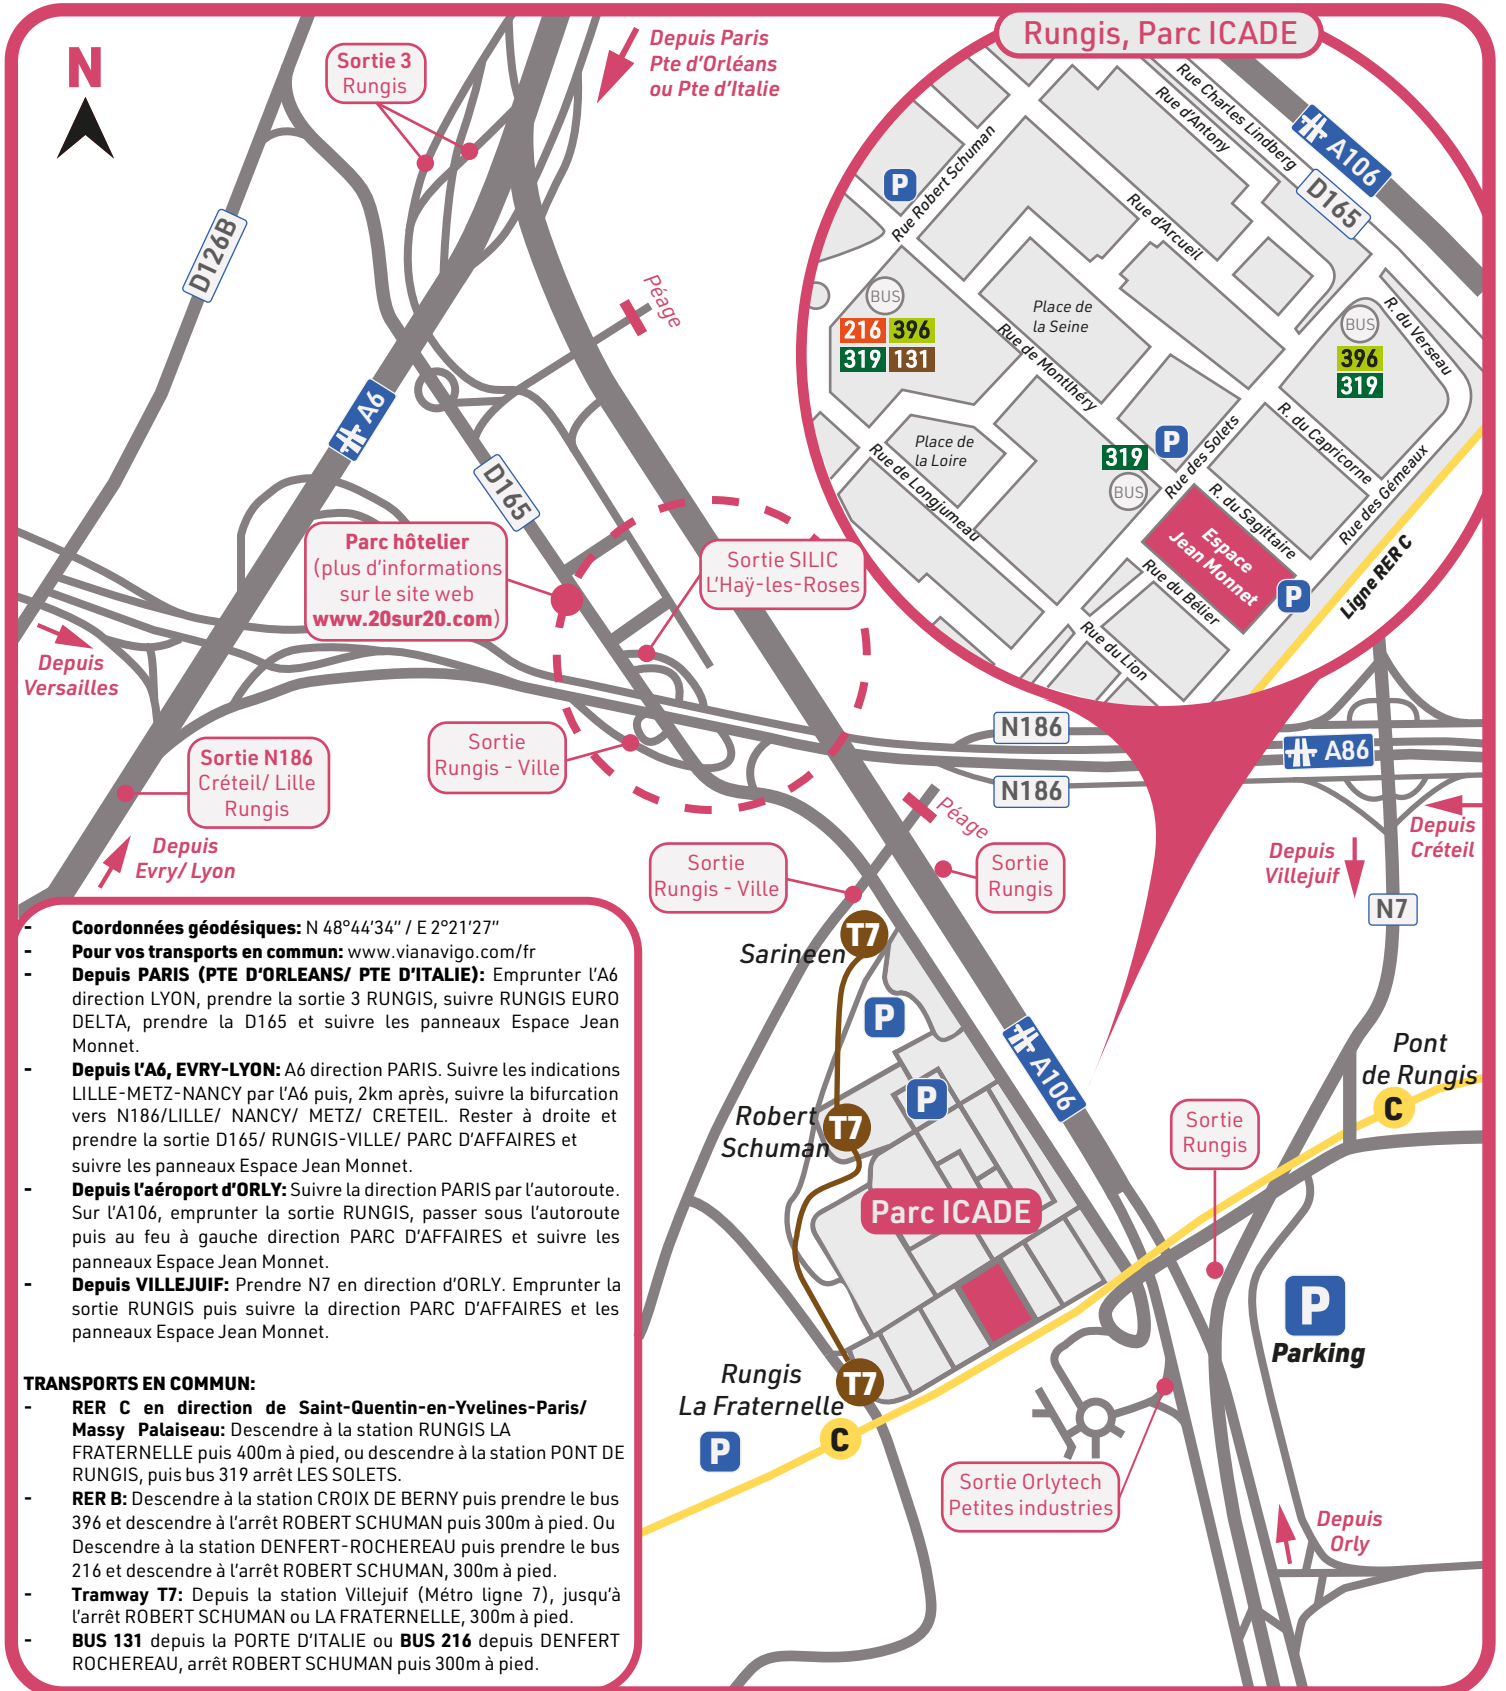 Rungis, Parc ICADE
N
Sortie 3
Rungis
Depuis Paris
Pte d'Orléans
ou Pte d'Italie
D126B
Péage
A6
D165
Rue Charles Lindberg
Rue d'Antony
A106
D165
Rue Robert Schuman
P
Rue d'Arcueil
BUS
216 396
319 131
Place de
la Seine
Rue de Montlhéry
BUS
396
319
R. du Verseau
Place de
la Loire
Rue de Longjumeau
319
BUS
P
Rue des Solets
R. du Capricorne
Rue des Gémeaux
R. du Sagittaire
Espace
Jean Monnet
P
Rue du Bélier
Rue du Lion
Ligne RER C
Parc hôtelier
(plus d'informations
sur le site web
www.20sur20.com)
Sortie SILIC
L'Haÿ-les-Roses
Depuis
Versailles
Sortie N186
Créteil/ Lille
Rungis
Sortie
Rungis - Ville
N186
A86
N186
Depuis
Evry/ Lyon
Péage
Sortie
Rungis - Ville
Sortie
Rungis
Depuis
Villejuif
Depuis
Créteil
N7
T7
Sarineen
P
A106
P
Robert
Schuman
T7
Parc ICADE
Pont
de Rungis
C
Sortie
Rungis
P
Parking
Rungis
La Fraternelle
T7
C
P
Sortie Orlytech
Petites industries
Depuis
Orly
- Coordonnées géodésiques: N 48°44'34'' / E 2°21'27''
- Pour vos transports en commun: www.vianavigo.com/fr
- Depuis PARIS (PTE D'ORLEANS/ PTE D'ITALIE): Emprunter l'A6
direction LYON, prendre la sortie 3 RUNGIS, suivre RUNGIS EURO
DELTA, prendre la D165 et suivre les panneaux Espace Jean
Monnet.
- Depuis l'A6, EVRY-LYON: A6 direction PARIS. Suivre les indications
LILLE-METZ-NANCY par l'A6 puis, 2km après, suivre la bifurcation
vers N186/LILLE/ NANCY/ METZ/ CRETEIL. Rester à droite et
prendre la sortie D165/ RUNGIS-VILLE/ PARC D'AFFAIRES et
suivre les panneaux Espace Jean Monnet.
- Depuis l'aéroport d'ORLY: Suivre la direction PARIS par l'autoroute.
Sur l'A106, emprunter la sortie RUNGIS, passer sous l'autoroute
puis au feu à gauche direction PARC D'AFFAIRES et suivre les
panneaux Espace Jean Monnet.
- Depuis VILLEJUIF: Prendre N7 en direction d'ORLY. Emprunter la
sortie RUNGIS puis suivre la direction PARC D'AFFAIRES et les
panneaux Espace Jean Monnet.
TRANSPORTS EN COMMUN:
- RER C en direction de Saint-Quentin-en-Yvelines-Paris/
Massy Palaiseau: Descendre à la station RUNGIS LA
FRATERNELLE puis 400m à pied, ou descendre à la station PONT DE
RUNGIS, puis bus 319 arrêt LES SOLETS.
- RER B: Descendre à la station CROIX DE BERNY puis prendre le bus
396 et descendre à l'arrêt ROBERT SCHUMAN puis 300m à pied. Ou
Descendre à la station DENFERT-ROCHEREAU puis prendre le bus
216 et descendre à l'arrêt ROBERT SCHUMAN, 300m à pied.
- Tramway T7: Depuis la station Villejuif (Métro ligne 7), jusqu'à
l'arrêt ROBERT SCHUMAN ou LA FRATERNELLE, 300m à pied.
- BUS 131 depuis la PORTE D'ITALIE ou BUS 216 depuis DENFERT
ROCHEREAU, arrêt ROBERT SCHUMAN puis 300m à pied.